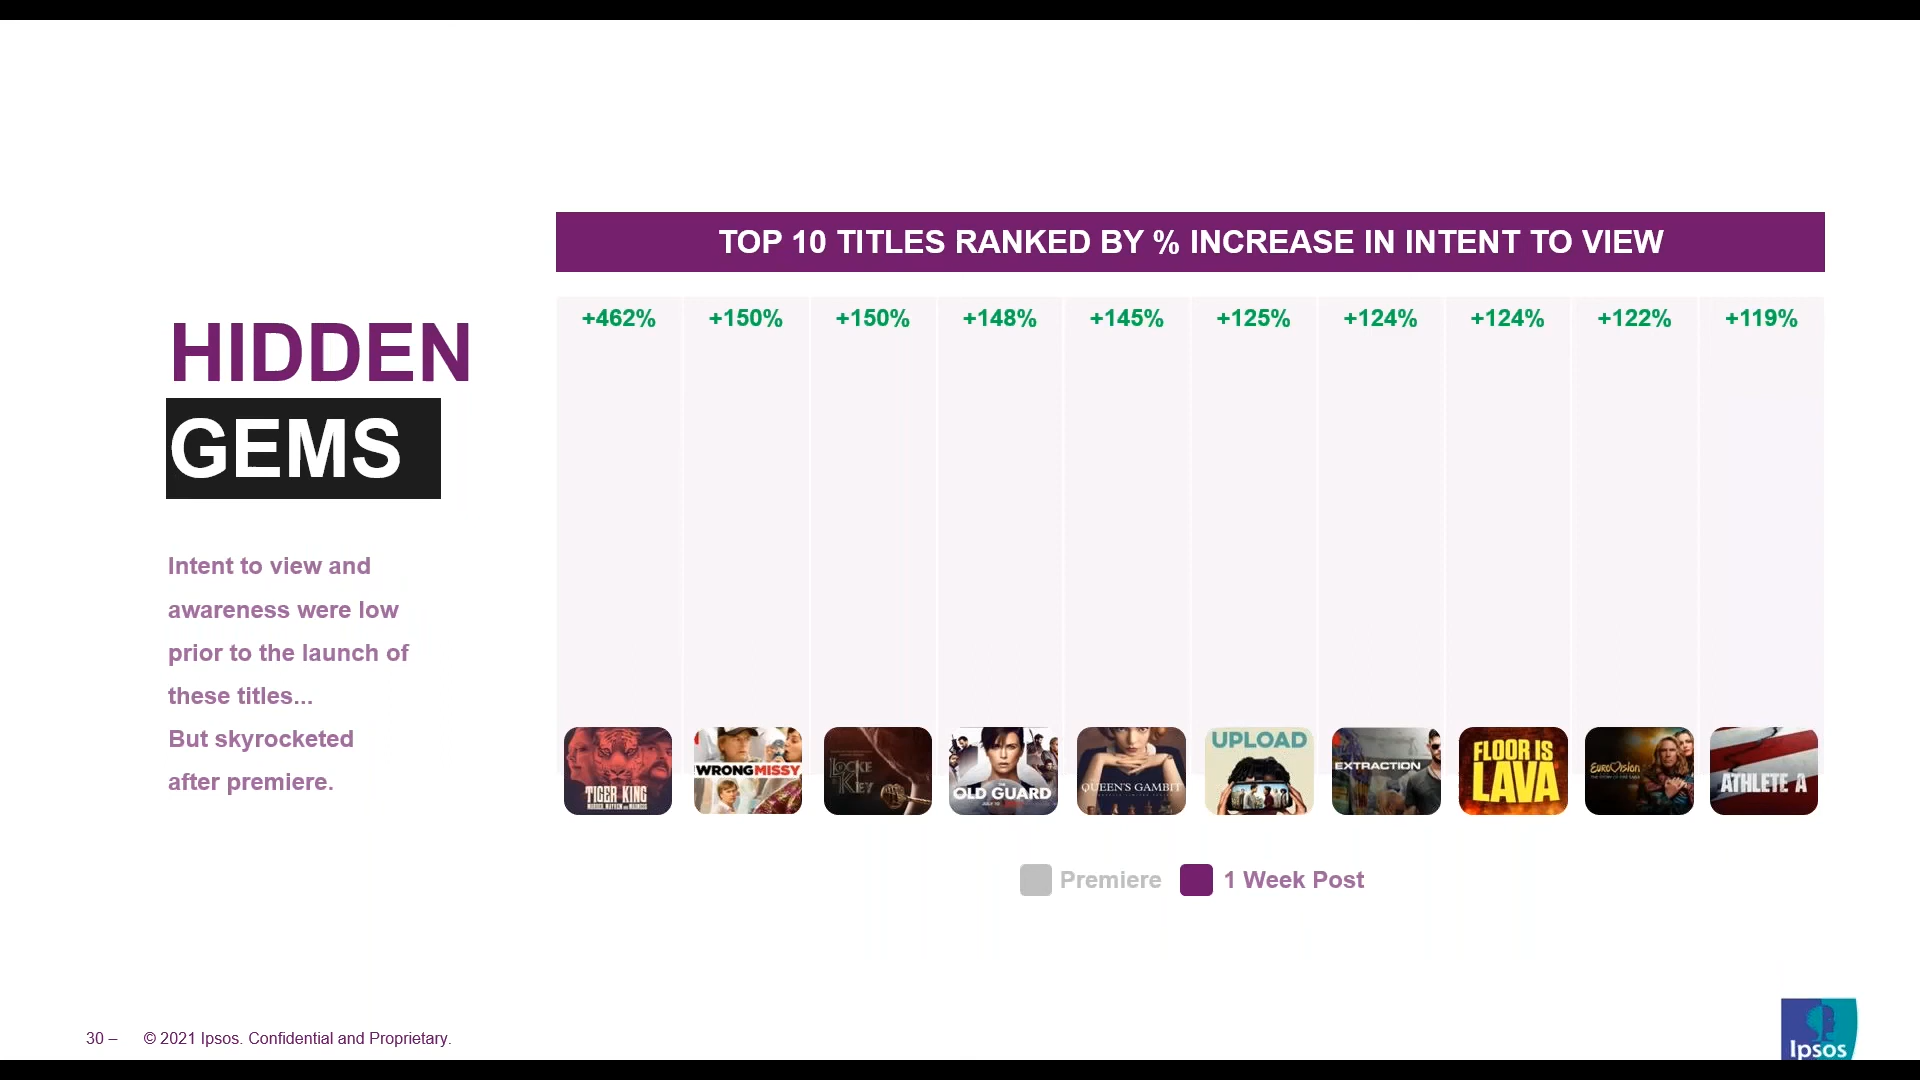 TOP 10 TITLES RANKED BY % INCREASE IN INTENT TO VIEW
HIDDEN
GEMS
Intent to view and
awareness were low
prior to the launch of
these titles...
But skyrocketed
after premiere.
+462% +150% +150% +148% +145% +125% +124% +124% +122% +119%
TIGER KING
WRONG MISSY
LOCKE
KEY
OLD GUARD
QUEEN'S GAMBIT
UPLOAD
EXTRACTION
FLOOR IS
LAVA
EUROVISION
ATHLETE A
Premiere 1 Week Post
30 – © 2021 Ipsos. Confidential and Proprietary.
Ipsos